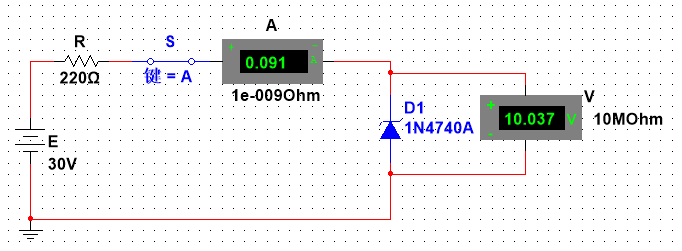 A
R
S
0.091
A
220Ω
键 = A
1e-009Ohm
D1
1N4740A
V
10.037 V
10MOhm
E
30V